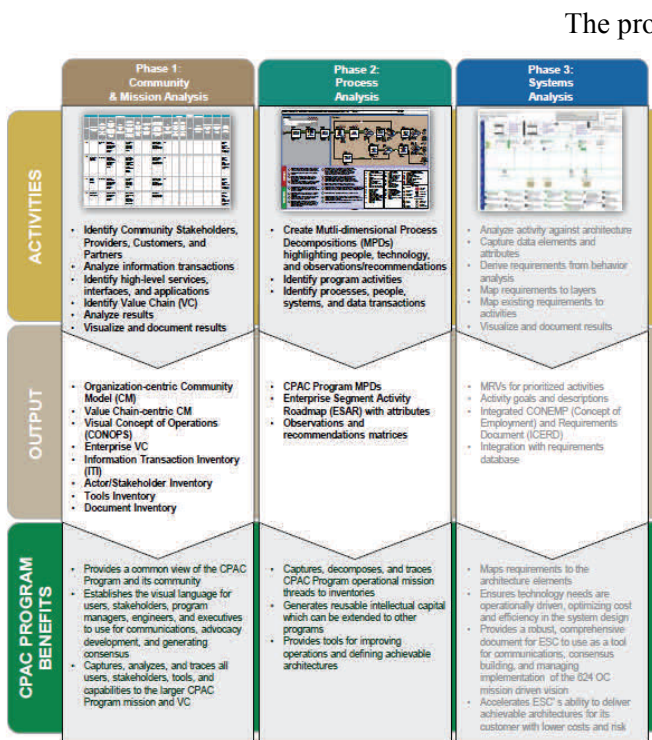 The pro
Phase 1:
Community
& Mission Analysis
Phase 2:
Process
Analysis
Phase 3:
Systems
Analysis
ACTIVITIES
• Identify Community Stakeholders,
Providers, Customers, and
Partners
• Analyze information transactions
• Identify high-level services,
interfaces, and applications
• Identify Value Chain (VC)
• Analyze results
• Visualize and document results
• Create Mutli-dimensional Process
Decompositions (MPDs)
highlighting people, technology,
and observations/recommendations
• Identify program activities
• Identify processes, people,
systems, and data transactions
• Analyze activity against architecture
• Capture data elements and
attributes
• Derive requirements from behavior
analysis
• Map requirements to layers
• Map existing requirements to
activities
• Visualize and document results
OUTPUT
• Organization-centric Community
Model (CM)
• Value Chain-centric CM
• Visual Concept of Operations
(CONOPS)
• Enterprise VC
• Information Transaction Inventory
(ITI)
• Actor/Stakeholder Inventory
• Tools Inventory
• Document Inventory
• CPAC Program MPDs
• Enterprise Segment Activity
Roadmap (ESAR) with attributes
• Observations and
recommendations matrices
• MRVs for prioritized activities
• Activity goals and descriptions
• Integrated CONEMP (Concept of
Employment) and Requirements
Document (ICERD)
• Integration with requirements
database
CPAC PROGRAM
BENEFITS
• Provides a common view of the CPAC
Program and its community
• Establishes the visual language for
users, stakeholders, program
managers, engineers, and executives
to use for communications, advocacy
development, and generating
consensus
• Captures, analyzes, and traces all
users, stakeholders, tools, and
capabilities to the larger CPAC
Program mission and VC
• Captures, decomposes, and traces
CPAC Program operational mission
threads to inventories
• Generates reusable intellectual capital
which can be extended to other
programs
• Provides tools for improving
operations and defining achievable
architectures
• Maps requirements to the
architecture elements
• Ensures technology needs are
operationally driven, optimizing cost
and efficiency in the system design
• Provides a robust, comprehensive
document for ESC to use as a tool
for communications, consensus
building, and managing
implementation of the 624 OC
mission driven vision
• Accelerates ESC's ability to deliver
achievable architectures for its
customer with lower costs and risk